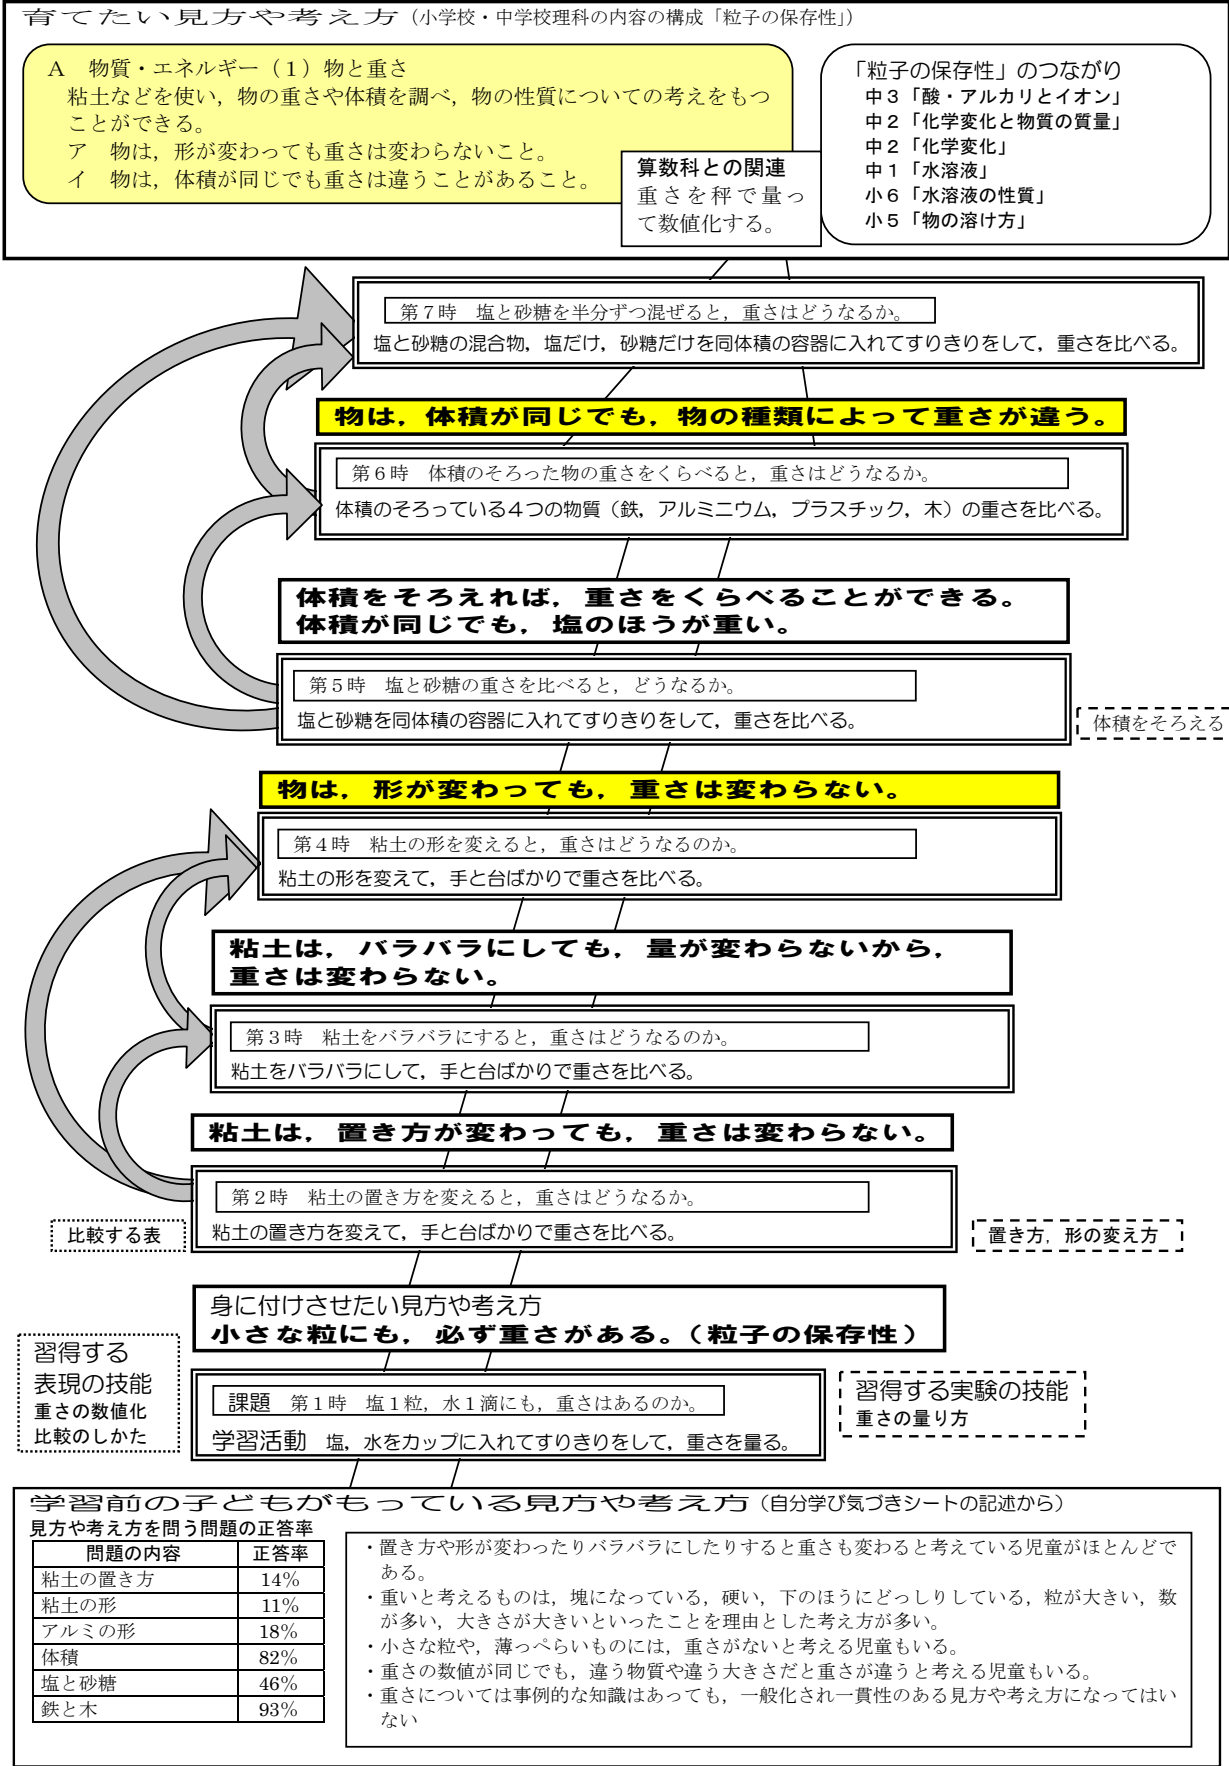 育てたい見方や考え方（小学校・中学校理科の内容の構成「粒子の保存性」）
A　物質・エネルギー（１）物と重さ
粘土などを使い，物の重さや体積を調べ，物の性質についての考えをもつ
ことができる。
ア　物は，形が変わっても重さは変わらないこと。
イ　物は，体積が同じでも重さは違うことがあること。
算数科との関連
重さを秤で量っ
て数値化する。
「粒子の保存性」のつながり
中３「酸・アルカリとイオン」
中２「化学変化と物質の質量」
中２「化学変化」
中１「水溶液」
小６「水溶液の性質」
小５「物の溶け方」
第７時　塩と砂糖を半分ずつ混ぜると，重さはどうなるか。
塩と砂糖の混合物，塩だけ，砂糖だけを同体積の容器に入れてすりきりをして，重さを比べる。
物は，体積が同じでも，物の種類によって重さが違う。
第６時　体積のそろった物の重さをくらべると，重さはどうなるか。
体積のそろっている４つの物質（鉄，アルミニウム，プラスチック，木）の重さを比べる。
体積をそろえれば，重さをくらべることができる。
体積が同じでも，塩のほうが重い。
第５時　塩と砂糖の重さを比べると，どうなるか。
塩と砂糖を同体積の容器に入れてすりきりをして，重さを比べる。
体積をそろえる
物は，形が変わっても，重さは変わらない。
第４時　粘土の形を変えると，重さはどうなるのか。
粘土の形を変えて，手と台ばかりで重さを比べる。
粘土は，バラバラにしても，量が変わらないから，
重さは変わらない。
第３時　粘土をバラバラにすると，重さはどうなるのか。
粘土をバラバラにして，手と台ばかりで重さを比べる。
粘土は，置き方が変わっても，重さは変わらない。
第２時　粘土の置き方を変えると，重さはどうなるか。
粘土の置き方を変えて，手と台ばかりで重さを比べる。
比較する表
置き方，形の変え方
身に付けさせたい見方や考え方
小さな粒にも，必ず重さがある。（粒子の保存性）
習得する
表現の技能
重さの数値化
比較のしかた
課題　第１時　塩１粒，水１滴にも，重さはあるのか。
学習活動　塩，水をカップに入れてすりきりをして，重さを量る。
習得する実験の技能
重さの量り方
学習前の子どもがもっている見方や考え方（自分学び気づきシートの記述から）
見方や考え方を問う問題の正答率
問題の内容　正答率
粘土の置き方　14%
粘土の形　11%
アルミの形　18%
体積　82%
塩と砂糖　46%
鉄と木　93%
・置き方や形が変わったりバラバラにしたりすると重さも変わると考えている児童がほとんどで
ある。
・重いと考えるものは，塊になっている，硬い，下のほうにどっしりしている，粒が大きい，数
が多い，大きさが大きいといったことを理由とした考え方が多い。
・小さな粒や，薄っぺらいものには，重さがないと考える児童もいる。
・重さの数値が同じでも，違う物質や違う大きさだと重さが違うと考える児童もいる。
・重さについては事例的な知識はあっても，一般化され一貫性のある見方や考え方になってはい
ない